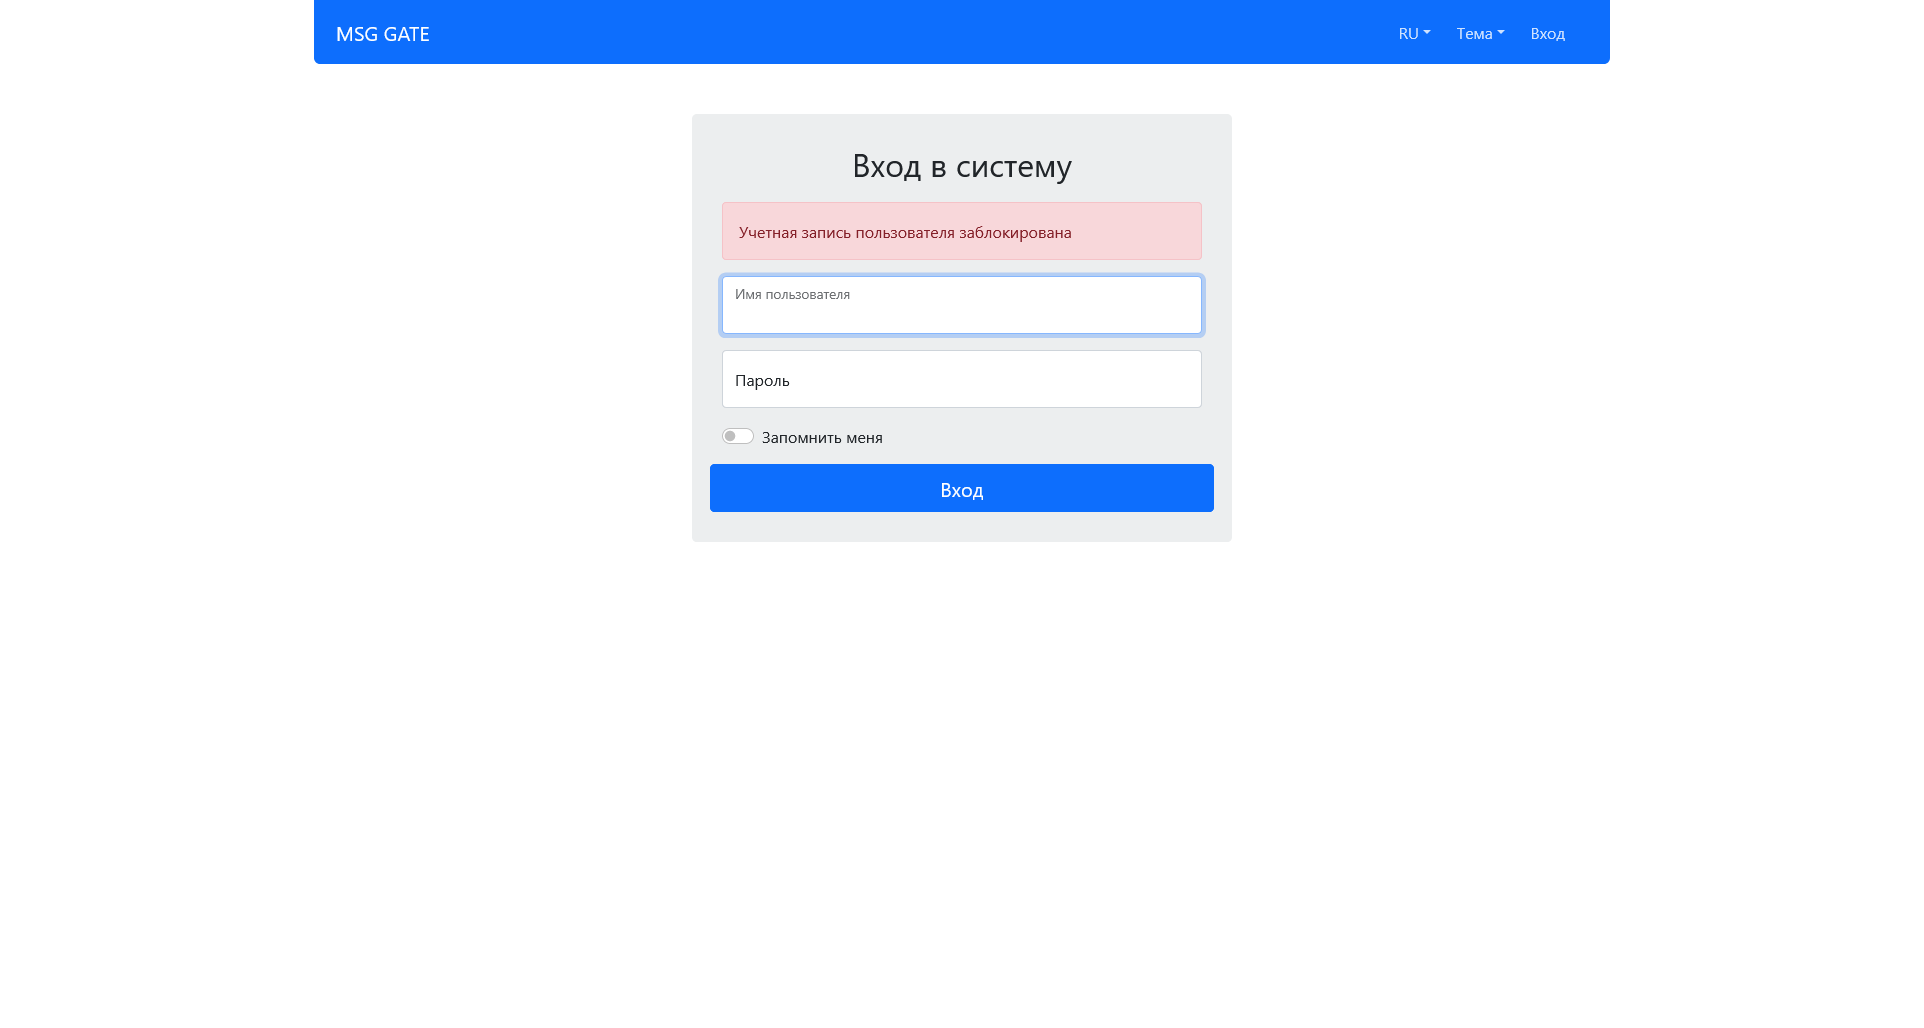 MSG GATE
RU
Тема
Вход
Вход в систему
Учетная запись пользователя заблокирована
Имя пользователя
Пароль
Запомнить меня
Вход